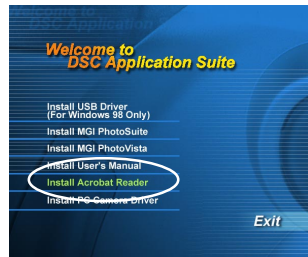 Welcome to
DSC Application Suite
Install USB Driver
(For Windows 98 Only)
Install MGI PhotoSuite
Install MGI PhotoVista
Install User's Manual
Install Acrobat Reader
Install PC Camera Driver
Exit